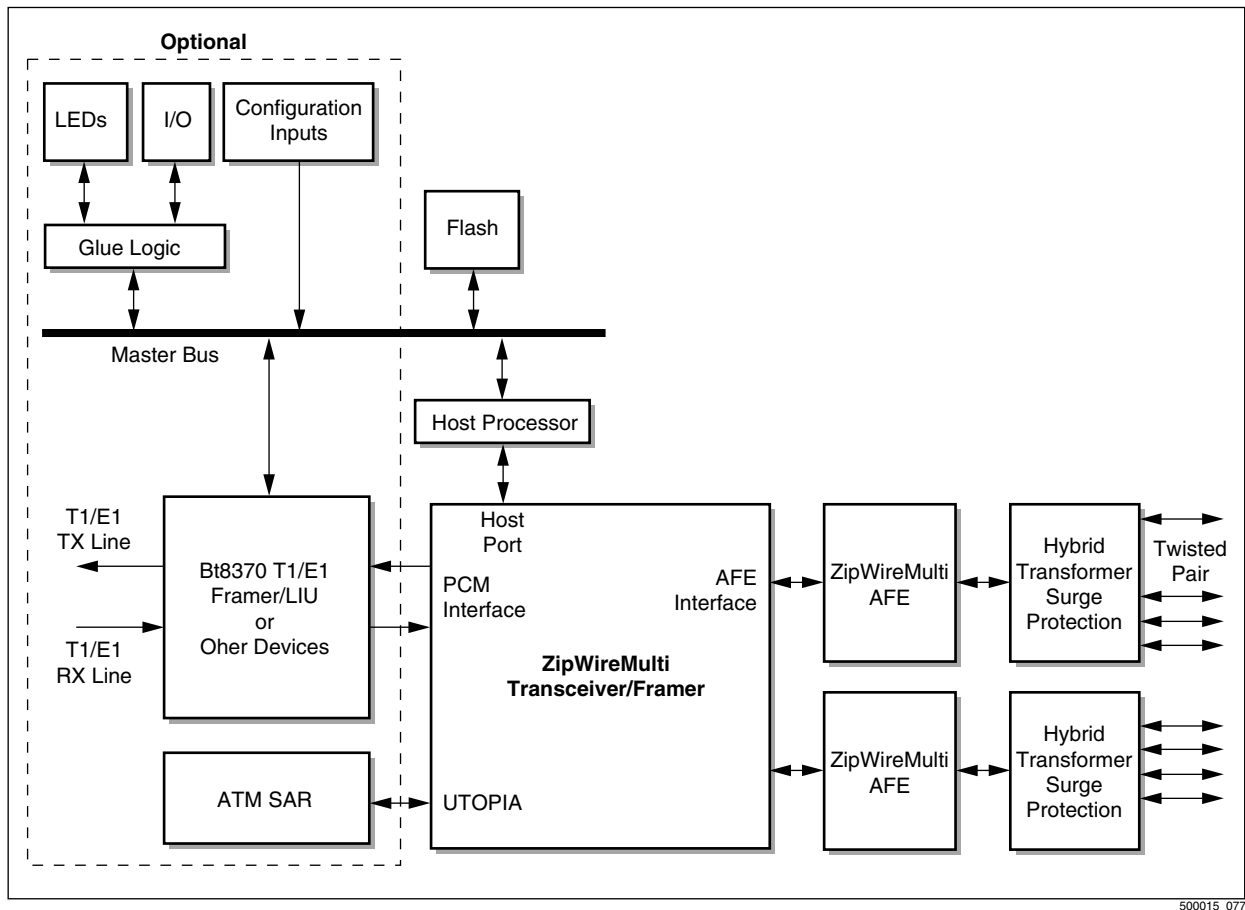 Optional
LEDs
I/O
Configuration
Inputs
Glue Logic
Flash
Master Bus
Host Processor
T1/E1
TX Line
T1/E1
RX Line
Bt8370 T1/E1
Framer/LIU
or
Oher Devices
Host
Port
PCM
Interface
AFE
Interface
ZipWireMulti
Transceiver/Framer
UTOPIA
ATM SAR
ZipWireMulti
AFE
Hybrid
Transformer
Surge
Protection
Twisted
Pair
ZipWireMulti
AFE
Hybrid
Transformer
Surge
Protection
500015_077